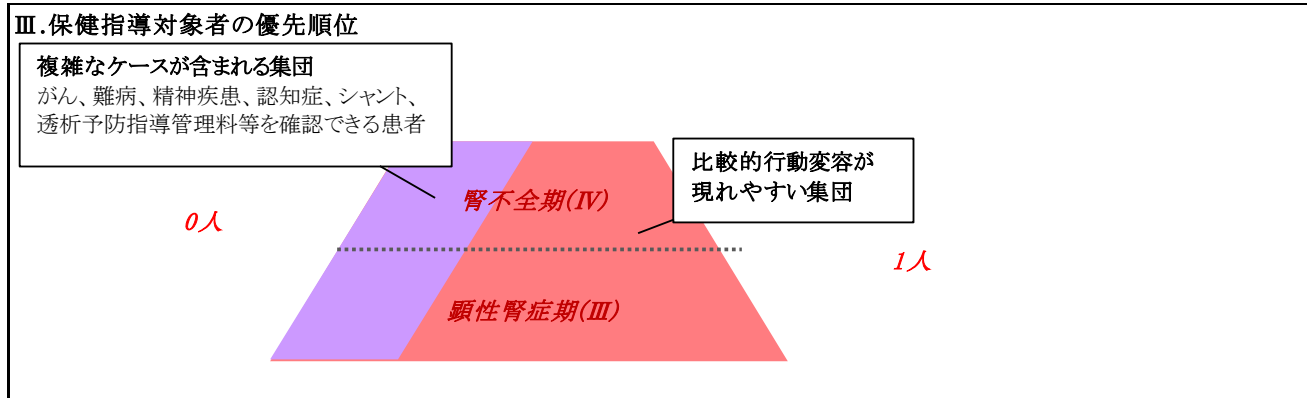 Ⅲ.保健指導対象者の優先順位
複雑なケースが含まれる集団
がん、難病、精神疾患、認知症、シャント、
透析予防指導管理料等を確認できる患者
比較的行動変容が
現れやすい集団
腎不全期(Ⅳ)
0人
1人
顕性腎症期(Ⅲ)